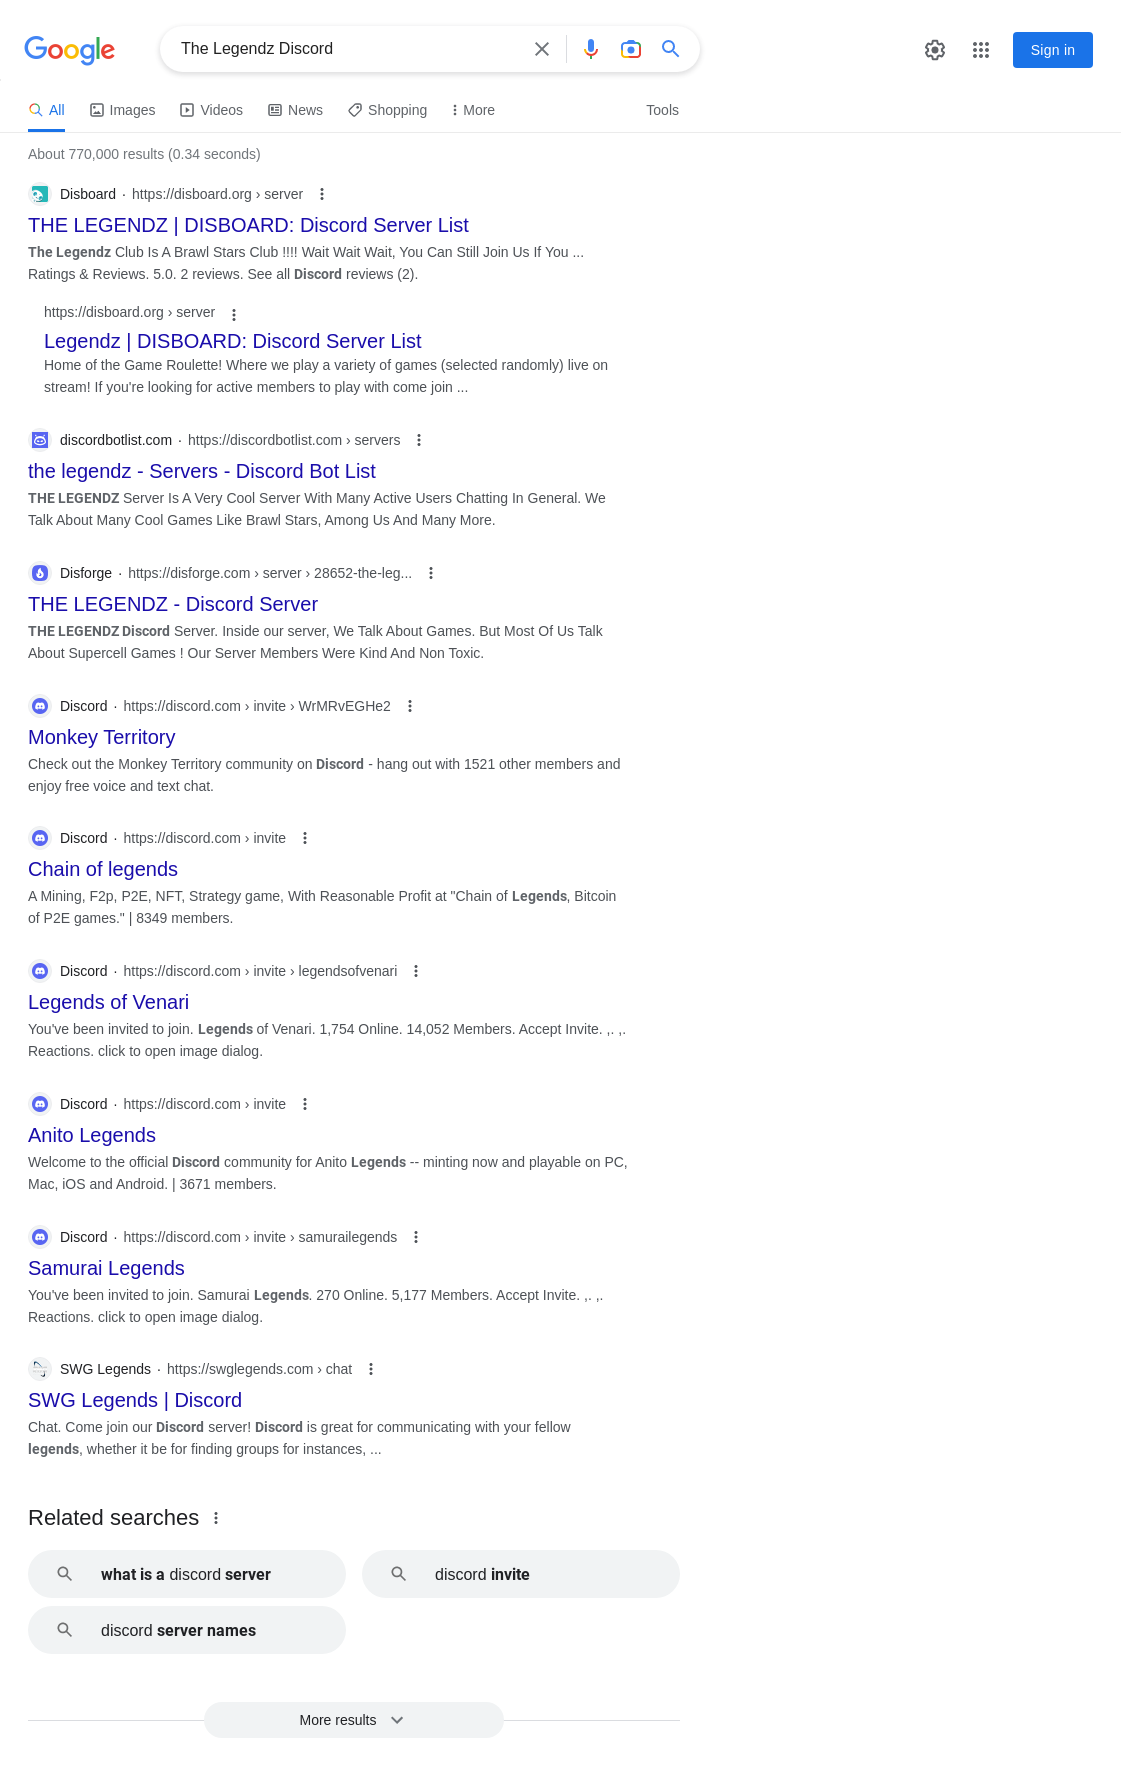 Google
The Legendz Discord
Sign in
All Images Videos News Shopping More Tools
About 770,000 results (0.34 seconds)
Disboard · https://disboard.org › server
THE LEGENDZ | DISBOARD: Discord Server List
The Legendz Club Is A Brawl Stars Club !!!! Wait Wait Wait, You Can Still Join Us If You ...
Ratings & Reviews. 5.0. 2 reviews. See all Discord reviews (2).
https://disboard.org › server
Legendz | DISBOARD: Discord Server List
Home of the Game Roulette! Where we play a variety of games (selected randomly) live on
stream! If you're looking for active members to play with come join ...
discordbotlist.com · https://discordbotlist.com › servers
the legendz - Servers - Discord Bot List
THE LEGENDZ Server Is A Very Cool Server With Many Active Users Chatting In General. We
Talk About Many Cool Games Like Brawl Stars, Among Us And Many More.
Disforge · https://disforge.com › server › 28652-the-leg...
THE LEGENDZ - Discord Server
THE LEGENDZ Discord Server. Inside our server, We Talk About Games. But Most Of Us Talk
About Supercell Games ! Our Server Members Were Kind And Non Toxic.
Discord · https://discord.com › invite › WrMRvEGHe2
Monkey Territory
Check out the Monkey Territory community on Discord - hang out with 1521 other members and
enjoy free voice and text chat.
Discord · https://discord.com › invite
Chain of legends
A Mining, F2p, P2E, NFT, Strategy game, With Reasonable Profit at "Chain of Legends, Bitcoin
of P2E games." | 8349 members.
Discord · https://discord.com › invite › legendsofvenari
Legends of Venari
You've been invited to join. Legends of Venari. 1,754 Online. 14,052 Members. Accept Invite. ,. ,.
Reactions. click to open image dialog.
Discord · https://discord.com › invite
Anito Legends
Welcome to the official Discord community for Anito Legends -- minting now and playable on PC,
Mac, iOS and Android. | 3671 members.
Discord · https://discord.com › invite › samurailegends
Samurai Legends
You've been invited to join. Samurai Legends. 270 Online. 5,177 Members. Accept Invite. ,. ,.
Reactions. click to open image dialog.
SWG Legends · https://swglegends.com › chat
SWG Legends | Discord
Chat. Come join our Discord server! Discord is great for communicating with your fellow
legends, whether it be for finding groups for instances, ...
Related searches
what is a discord server
discord invite
discord server names
More results